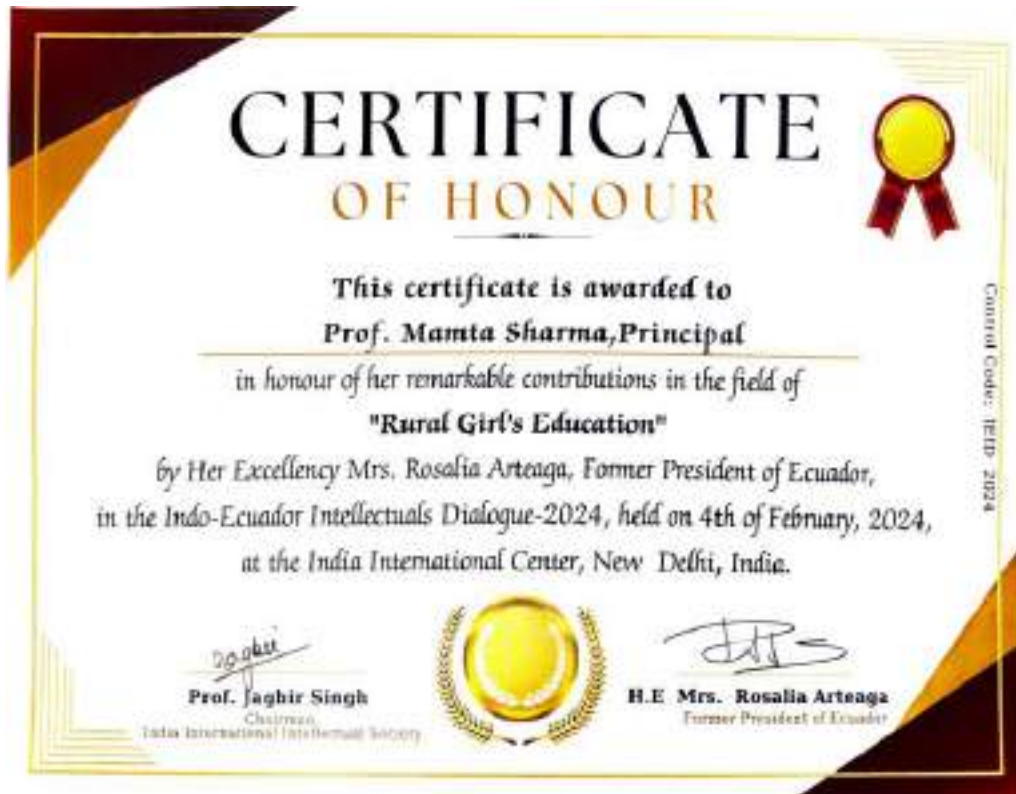 CERTIFICATE
OF HONOUR
This certificate is awarded to
Prof. Mamta Sharma,Principal
in honour of her remarkable contributions in the field of
"Rural Girl's Education"
by Her Excellency Mrs. Rosalia Arteaga, Former President of Ecuador,
in the Indo-Ecuador Intellectuals Dialogue-2024, held on 4th of February, 2024,
at the India International Center, New Delhi, India.
Prof. Jagbir Singh
Chairman
India International Intellectual Society
H.E Mrs. Rosalia Arteaga
Former President of Ecuador
Control Code: IEID 2024